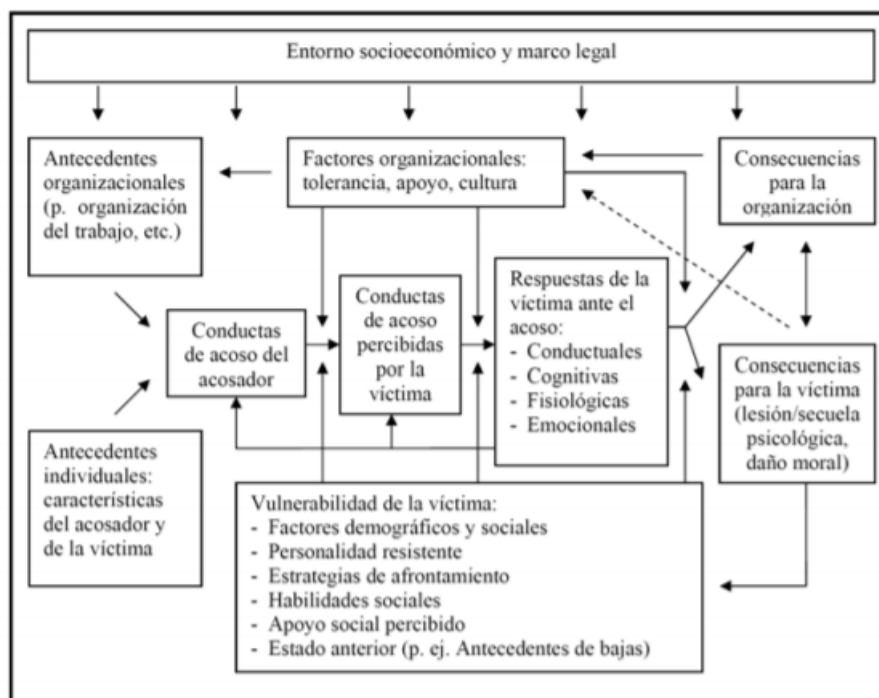 Entorno socioeconómico y marco legal
Antecedentes
organizacionales
(p. organización
del trabajo, etc.)
Factores organizacionales:
tolerancia, apoyo, cultura
Consecuencias
para la
organización
Conductas
de acoso del
acosador
Conductas
de acoso
percibidas
por la
víctima
Respuestas de la
víctima ante el
acoso:
- Conductuales
- Cognitivas
- Fisiológicas
- Emocionales
Consecuencias
para la víctima
(lesión/secuela
psicológica,
daño moral)
Antecedentes
individuales:
características
del acosador y
de la víctima
Vulnerabilidad de la víctima:
- Factores demográficos y sociales
- Personalidad resistente
- Estrategias de afrontamiento
- Habilidades sociales
- Apoyo social percibido
- Estado anterior (p. ej. Antecedentes de bajas)